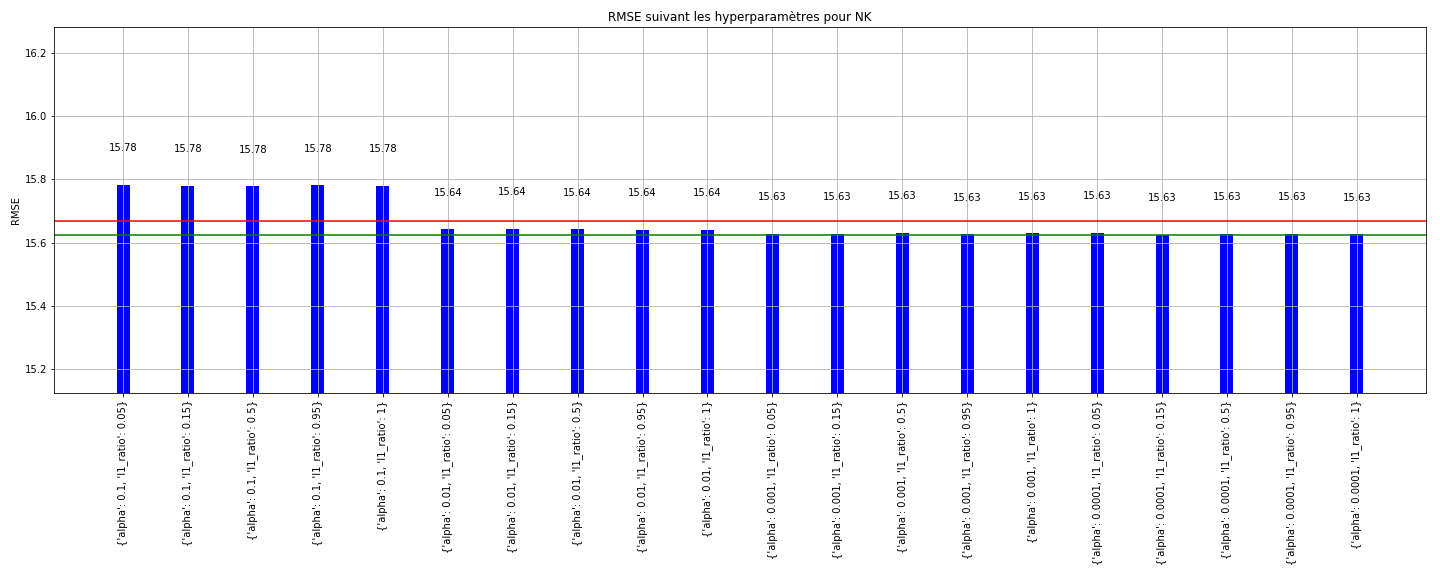 RMSE suivant les hyperparamètres pour NK
16.2
16.0
15.8
15.6
15.4
15.2
RMSE
15.78
15.78
15.78
15.78
15.78
15.64
15.64
15.64
15.64
15.64
15.63
15.63
15.63
15.63
15.63
15.63
15.63
15.63
15.63
15.63
{'alpha': 0.1, 'l1_ratio': 0.05}
{'alpha': 0.1, 'l1_ratio': 0.15}
{'alpha': 0.1, 'l1_ratio': 0.5}
{'alpha': 0.1, 'l1_ratio': 0.95}
{'alpha': 0.1, 'l1_ratio': 1}
{'alpha': 0.01, 'l1_ratio': 0.05}
{'alpha': 0.01, 'l1_ratio': 0.15}
{'alpha': 0.01, 'l1_ratio': 0.5}
{'alpha': 0.01, 'l1_ratio': 0.95}
{'alpha': 0.01, 'l1_ratio': 1}
{'alpha': 0.001, 'l1_ratio': 0.05}
{'alpha': 0.001, 'l1_ratio': 0.15}
{'alpha': 0.001, 'l1_ratio': 0.5}
{'alpha': 0.001, 'l1_ratio': 0.95}
{'alpha': 0.001, 'l1_ratio': 1}
{'alpha': 0.0001, 'l1_ratio': 0.05}
{'alpha': 0.0001, 'l1_ratio': 0.15}
{'alpha': 0.0001, 'l1_ratio': 0.5}
{'alpha': 0.0001, 'l1_ratio': 0.95}
{'alpha': 0.0001, 'l1_ratio': 1}